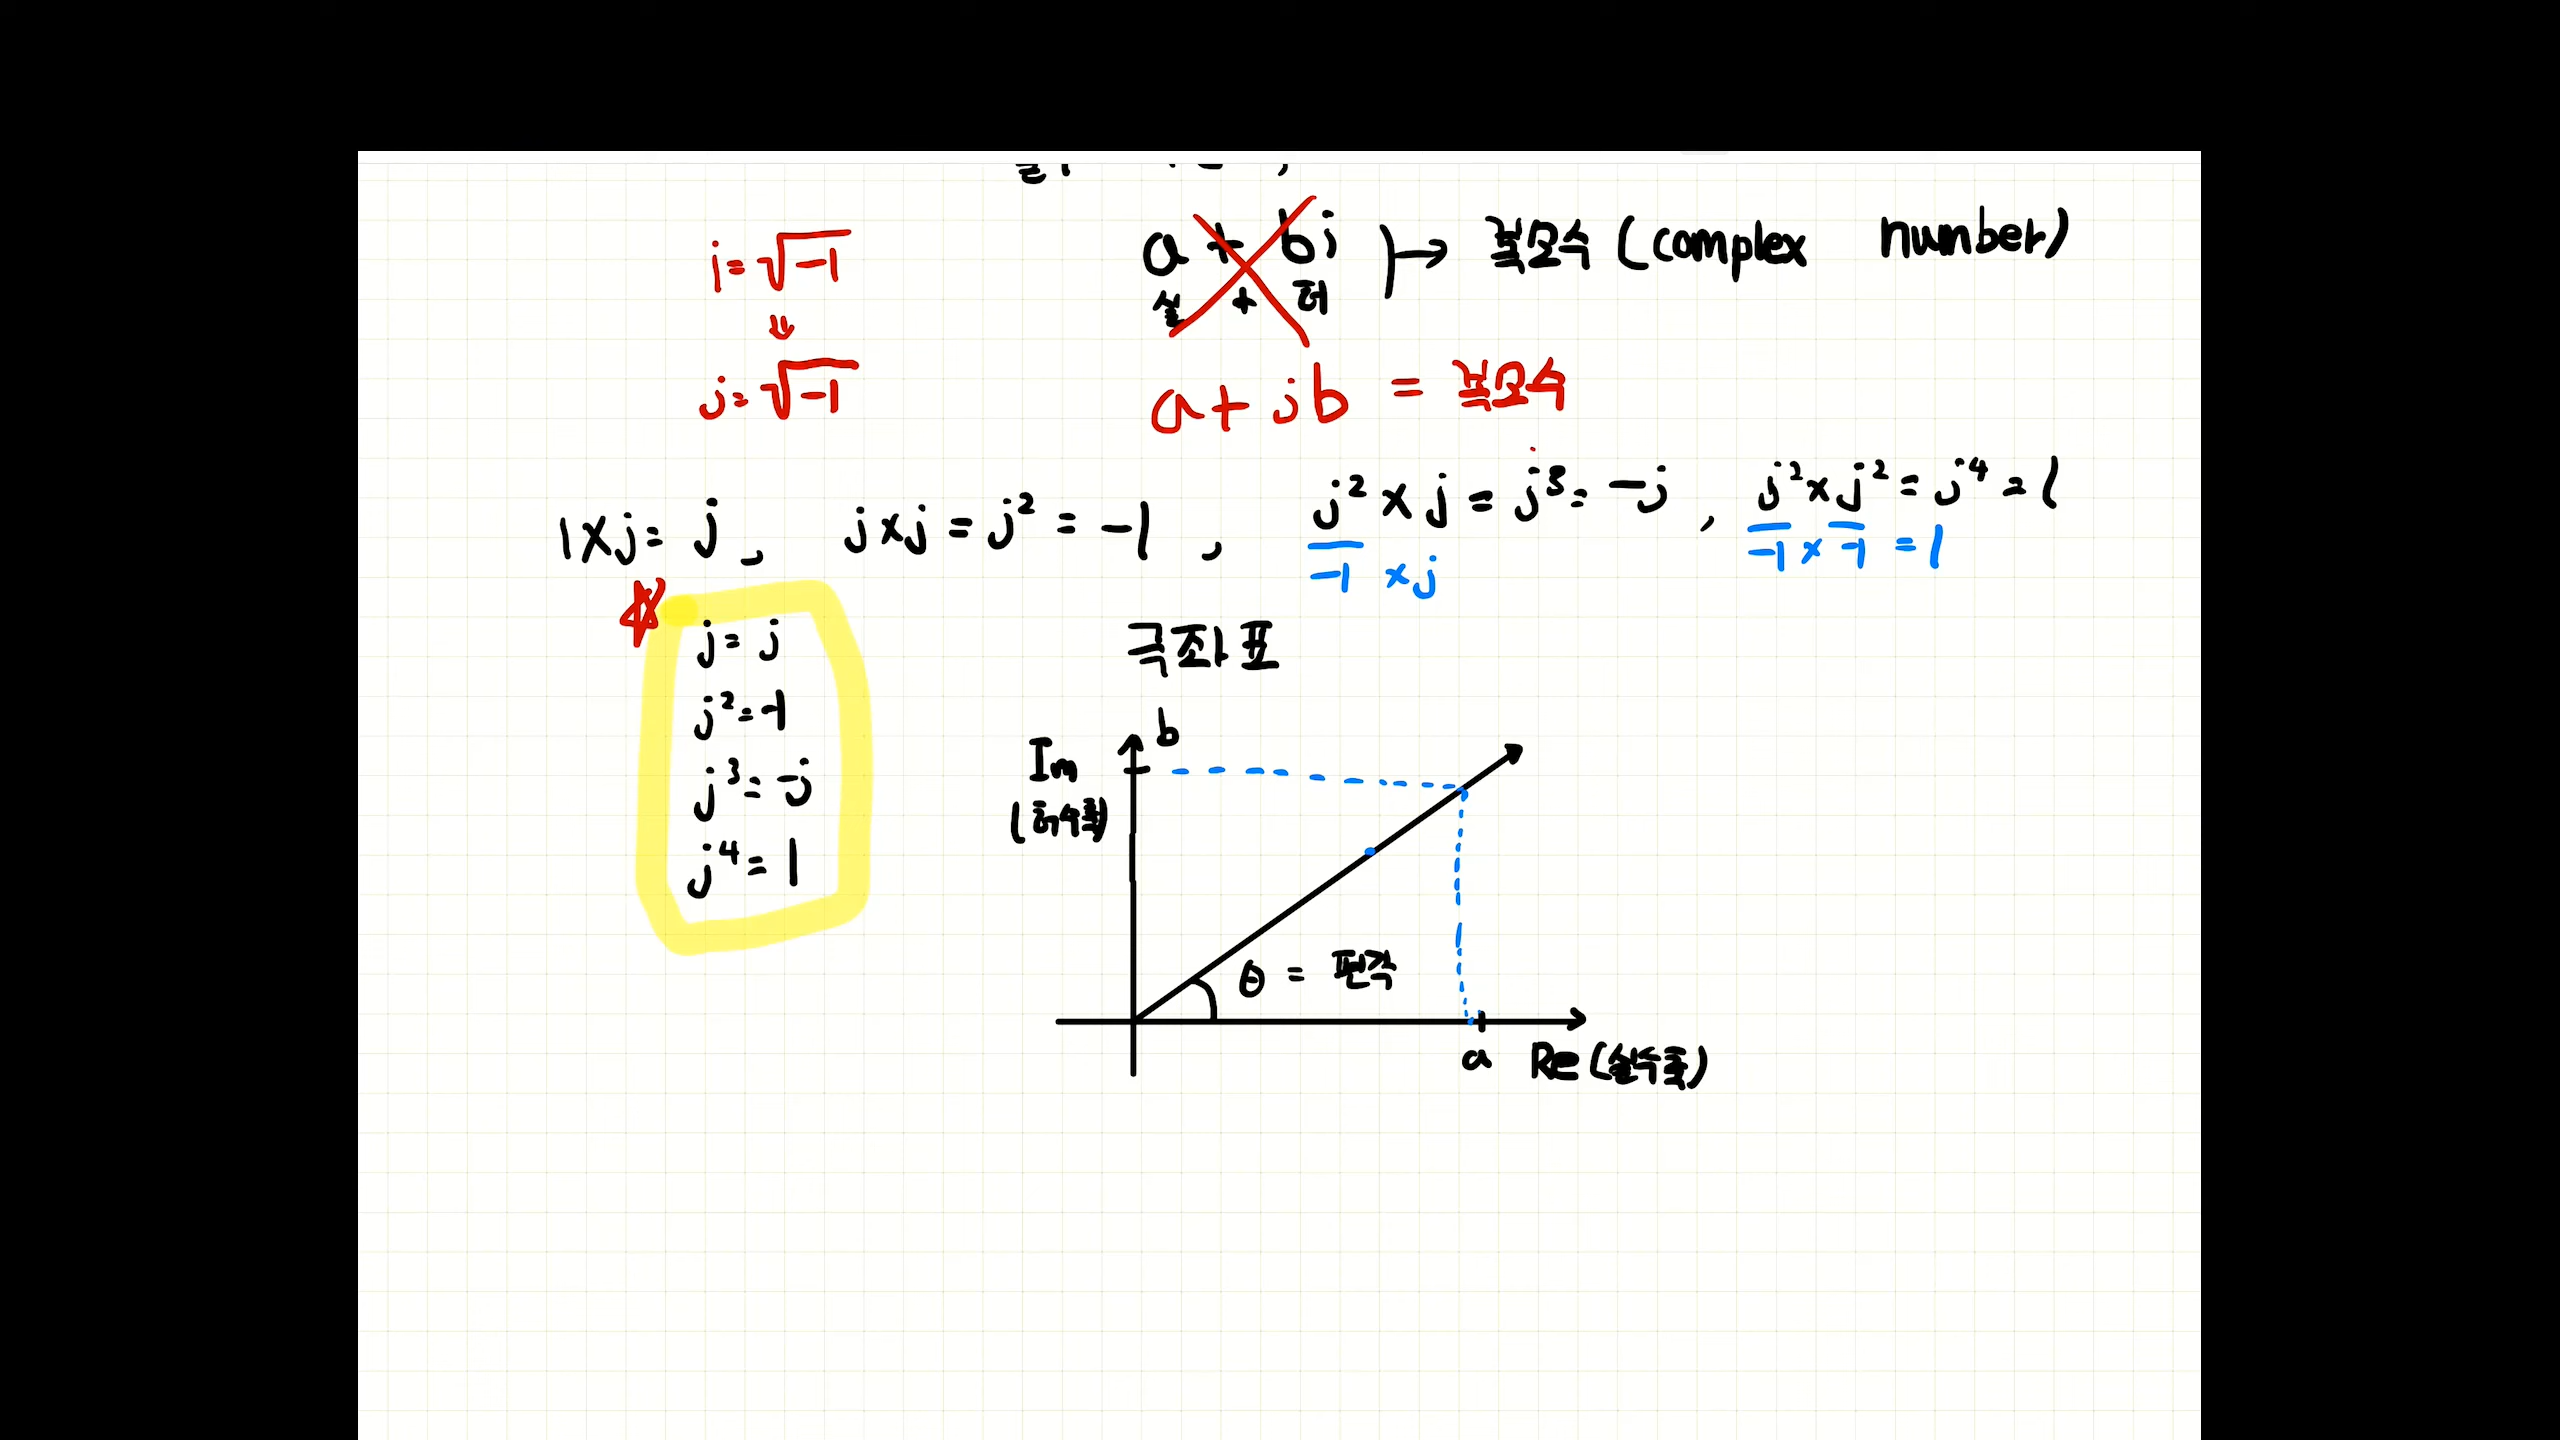 i = √-1
a + bi → 복소수 (complex number)
실 + 허
↓
j = √-1
a + jb = 복소수
1 × j = j , j × j = j² = -1 , j² × j = j³ = -j , j² × j² = j⁴ = 1
-1 × j
-1 × -1 = 1
j = j
j² = -1
j³ = -j
j⁴ = 1
극좌표
b
Im
(허수축)
θ = 편각
a
Re (실수축)